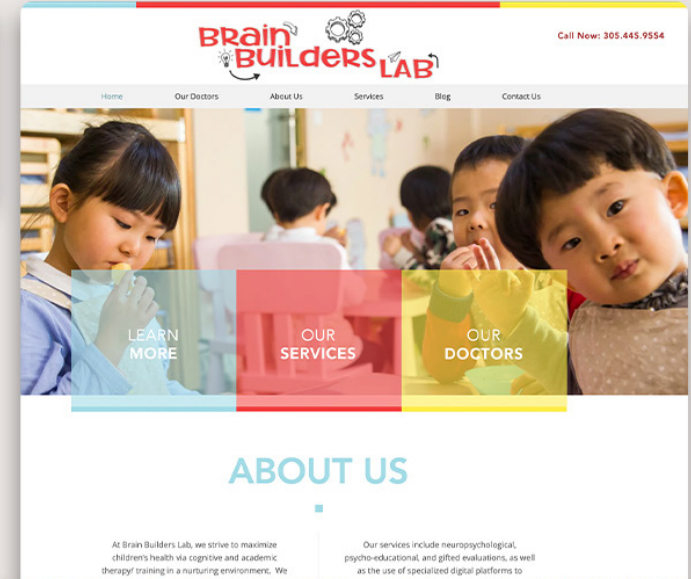 BRain
BUILDERS LAB
Call Now: 305.445.9554
Home Our Doctors About Us Services Blog Contact Us
LEARN
MORE
OUR
SERVICES
OUR
DOCTORS
ABOUT US
At Brain Builders Lab, we strive to maximize
children's health via cognitive and academic
therapy/ training in a nurturing environment. We
Our services include neuropsychological,
psycho-educational, and gifted evaluations, as well
as the use of specialized digital platforms to